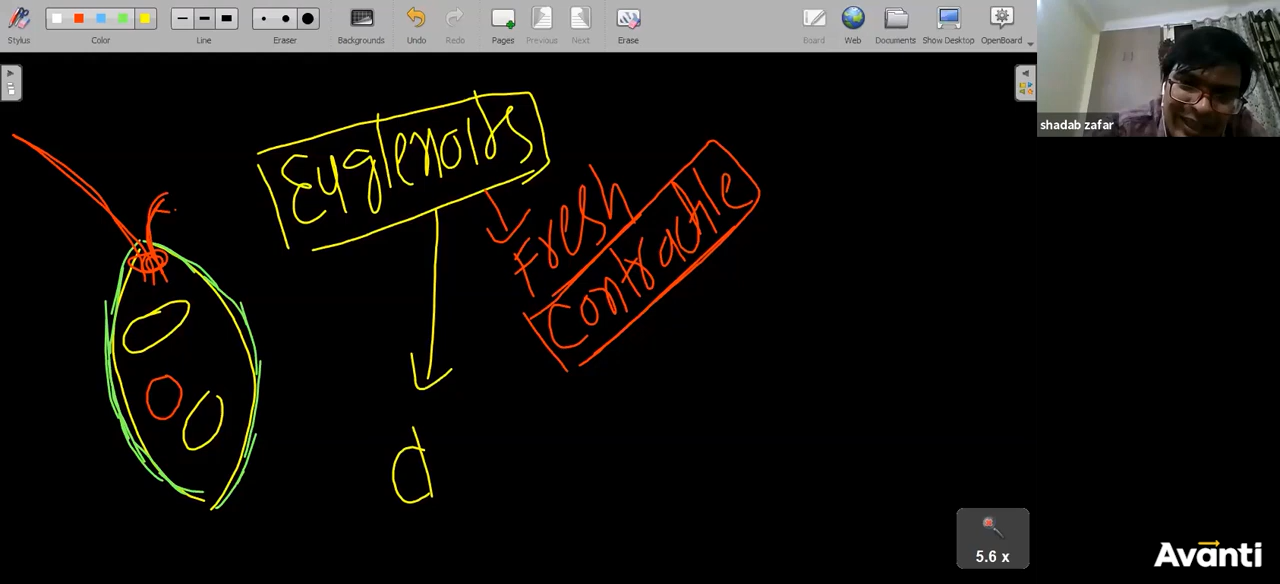 Stylus
Color
Line
Eraser
Backgrounds
Undo
Redo
Pages
Previous
Next
Erase
Board
Web
Documents
Show Desktop
OpenBoard
shadab zafar
Euglenoids
Fresh
Contractile
d
5.6 x
Avanti